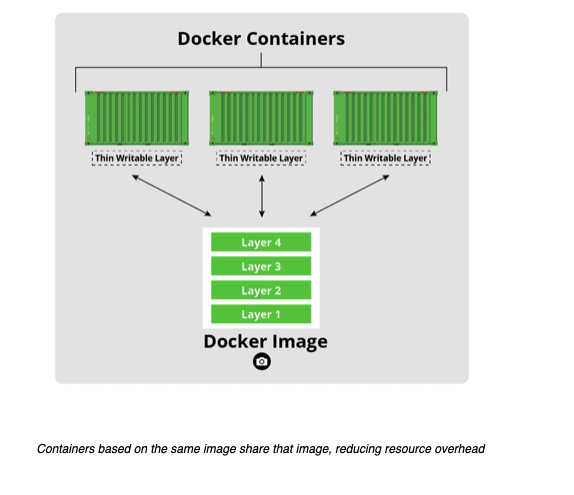 Docker Containers
Thin Writable Layer
Thin Writable Layer
Thin Writable Layer
Layer 4
Layer 3
Layer 2
Layer 1
Docker Image
Containers based on the same image share that image, reducing resource overhead